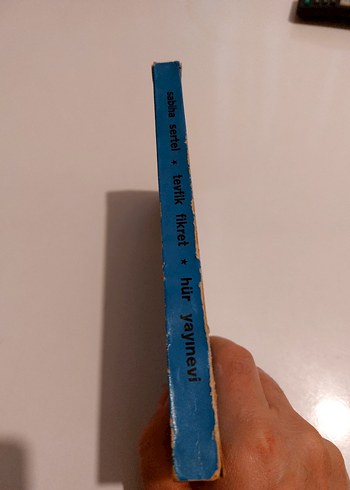 sabiha sertel * tevfik fikret * hür yayınevi